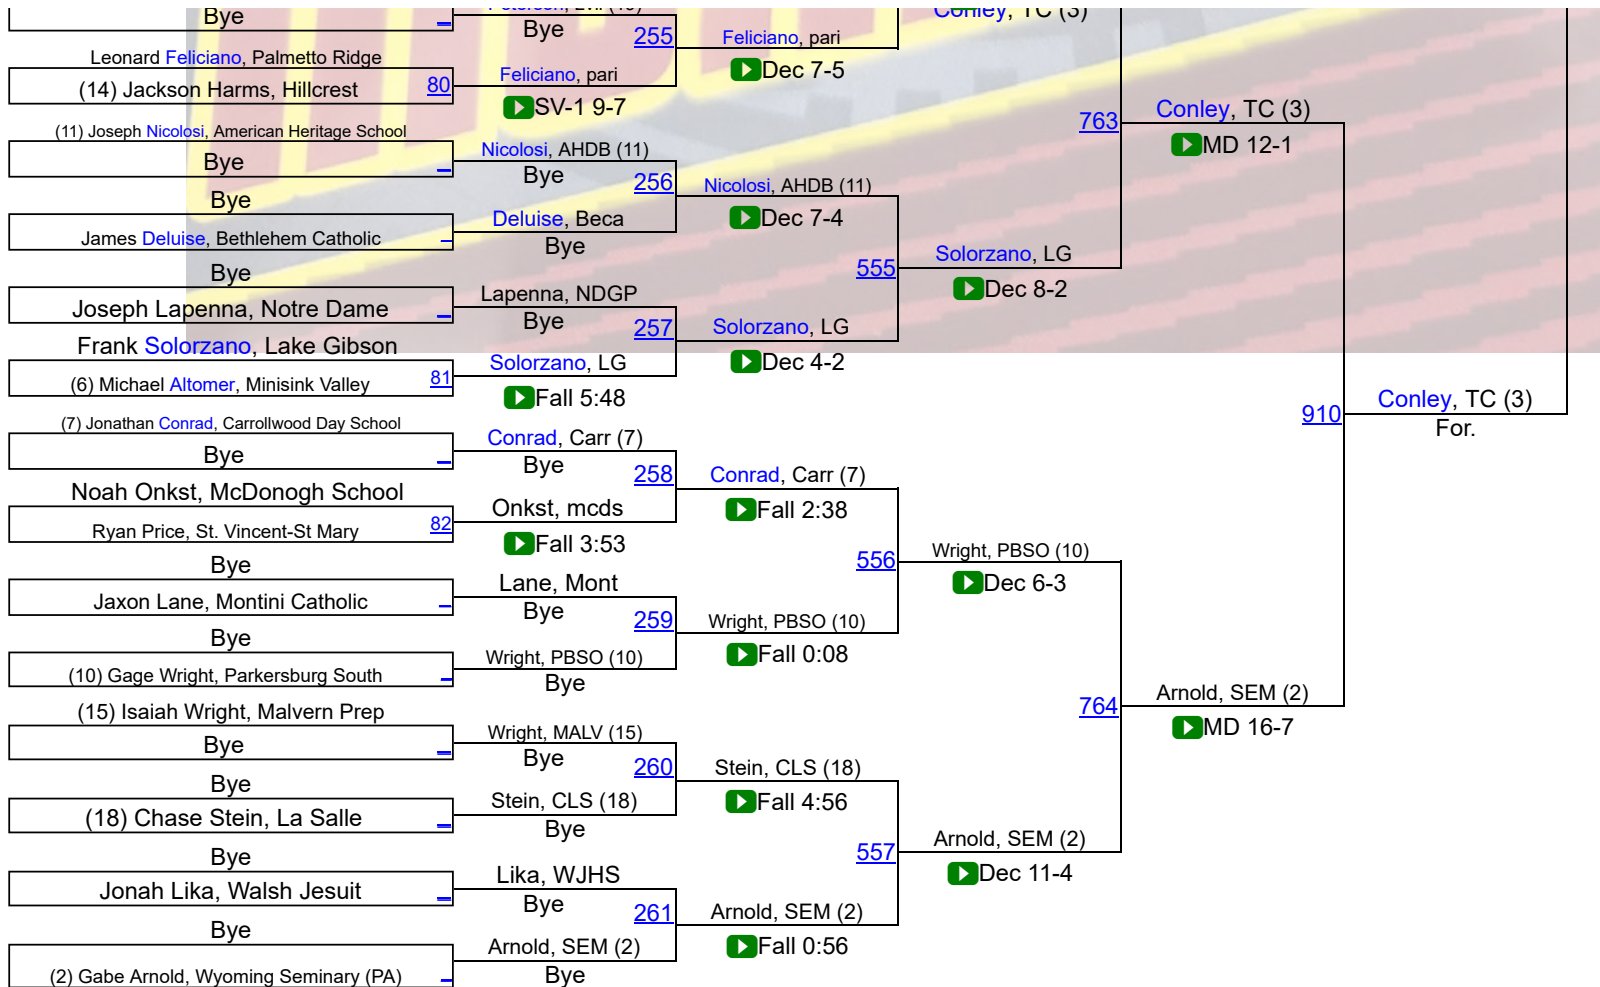 Bye
Bye
255
Conley, TC (3)
Feliciano, pari
Dec 7-5
Leonard Feliciano, Palmetto Ridge
(14) Jackson Harms, Hillcrest
80
Feliciano, pari
SV-1 9-7
(11) Joseph Nicolosi, American Heritage School
Bye
Nicolosi, AHDB (11)
Bye
256
Nicolosi, AHDB (11)
Dec 7-4
Bye
James Deluise, Bethlehem Catholic
Deluise, Beca
Bye
763
Conley, TC (3)
MD 12-1
555
Solorzano, LG
Dec 8-2
Bye
Joseph Lapenna, Notre Dame
Lapenna, NDGP
Bye
257
Solorzano, LG
Dec 4-2
Frank Solorzano, Lake Gibson
(6) Michael Altomer, Minisink Valley
81
Solorzano, LG
Fall 5:48
910
Conley, TC (3)
For.
(7) Jonathan Conrad, Carrollwood Day School
Bye
Conrad, Carr (7)
Bye
258
Conrad, Carr (7)
Fall 2:38
Noah Onkst, McDonogh School
Ryan Price, St. Vincent-St Mary
82
Onkst, mcds
Fall 3:53
556
Wright, PBSO (10)
Dec 6-3
Bye
Jaxon Lane, Montini Catholic
Lane, Mont
Bye
259
Wright, PBSO (10)
Fall 0:08
Bye
(10) Gage Wright, Parkersburg South
Wright, PBSO (10)
Bye
764
Arnold, SEM (2)
MD 16-7
(15) Isaiah Wright, Malvern Prep
Bye
Wright, MALV (15)
Bye
260
Stein, CLS (18)
Fall 4:56
Bye
(18) Chase Stein, La Salle
Stein, CLS (18)
Bye
557
Arnold, SEM (2)
Dec 11-4
Bye
Jonah Lika, Walsh Jesuit
Lika, WJHS
Bye
261
Arnold, SEM (2)
Fall 0:56
Bye
(2) Gabe Arnold, Wyoming Seminary (PA)
Arnold, SEM (2)
Bye